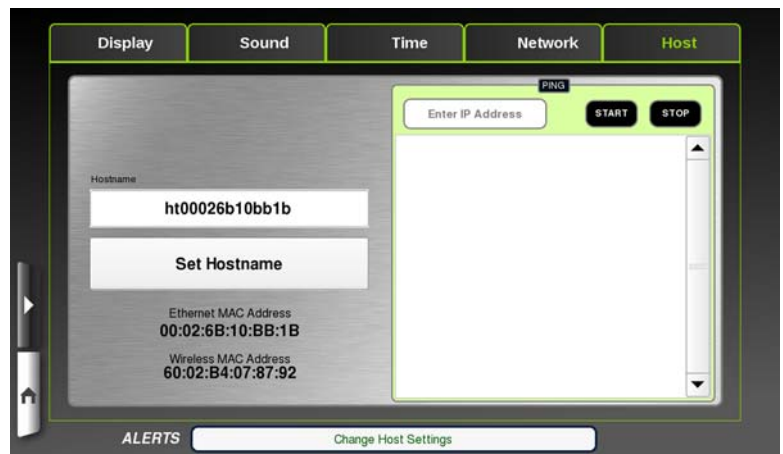 Display Sound Time Network Host
PING
Enter IP Address START STOP
Hostname
ht00026b10bb1b
Set Hostname
Ethernet MAC Address
00:02:6B:10:BB:1B
Wireless MAC Address
60:02:B4:07:87:92
ALERTS Change Host Settings